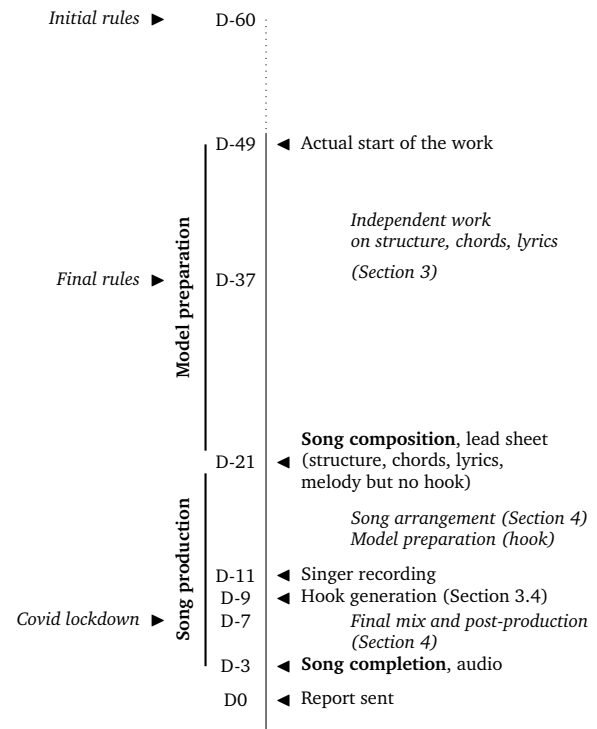 Initial rules ► D-60
D-49 ◄ Actual start of the work
Model preparation
Independent work
on structure, chords, lyrics
(Section 3)
Final rules ► D-37
Song composition, lead sheet
D-21 ◄ (structure, chords, lyrics,
melody but no hook)
Song production
Song arrangement (Section 4)
Model preparation (hook)
D-11 ◄ Singer recording
D-9 ◄ Hook generation (Section 3.4)
Covid lockdown ► D-7 Final mix and post-production
(Section 4)
D-3 ◄ Song completion, audio
D0 ◄ Report sent